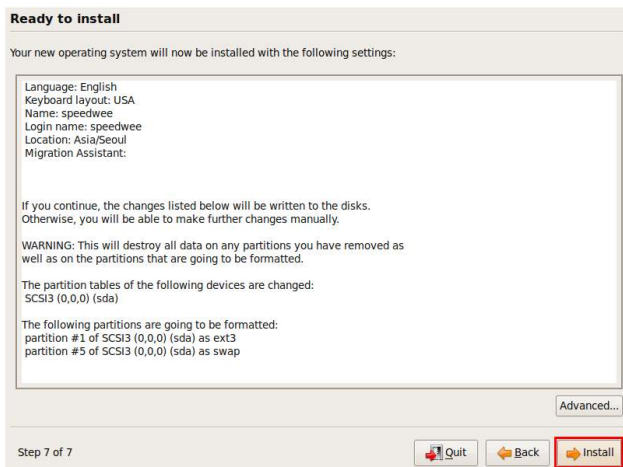 Ready to install
Your new operating system will now be installed with the following settings:
Language: English
Keyboard layout: USA
Name: speedwee
Login name: speedwee
Location: Asia/Seoul
Migration Assistant:
If you continue, the changes listed below will be written to the disks.
Otherwise, you will be able to make further changes manually.
WARNING: This will destroy all data on any partitions you have removed as
well as on the partitions that are going to be formatted.
The partition tables of the following devices are changed:
SCSI3 (0,0,0) (sda)
The following partitions are going to be formatted:
partition #1 of SCSI3 (0,0,0) (sda) as ext3
partition #5 of SCSI3 (0,0,0) (sda) as swap
Advanced...
Step 7 of 7
Quit
Back
Install